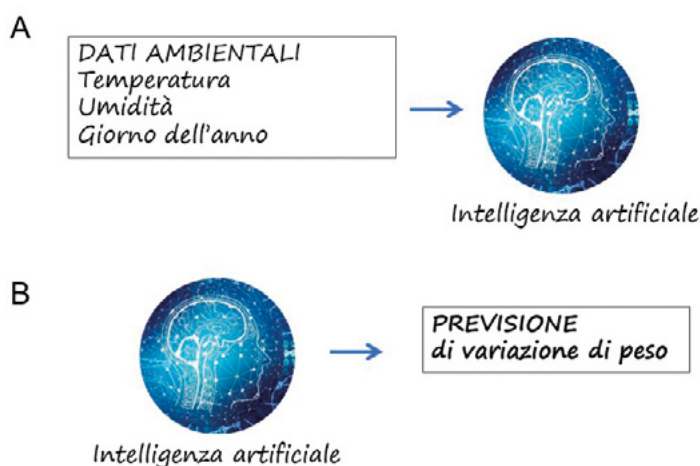 A
DATI AMBIENTALI
Temperatura
Umidità
Giorno dell'anno
Intelligenza artificiale
B
PREVISIONE
di variazione di peso
Intelligenza artificiale